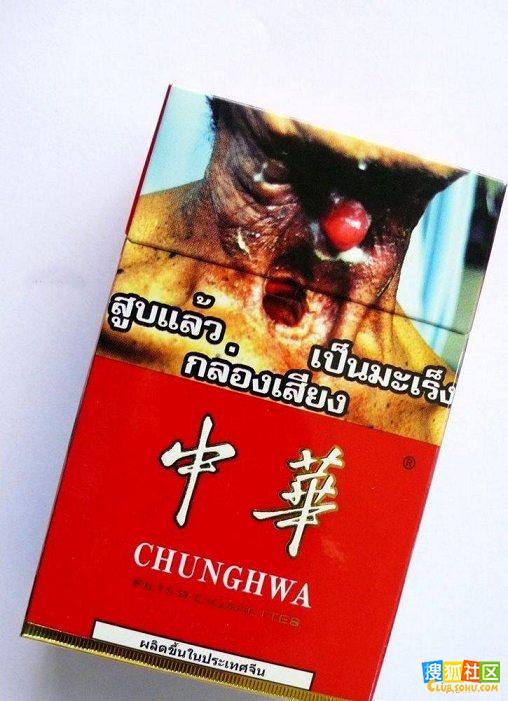 สูบแล้ว
เป็นมะเร็ง
กล่องเสียง
中華
®
CHUNGHWA
FILTER CIGARETTES
ผลิตขึ้นในประเทศจีน
搜狐社区
CLUB.SOHU.COM